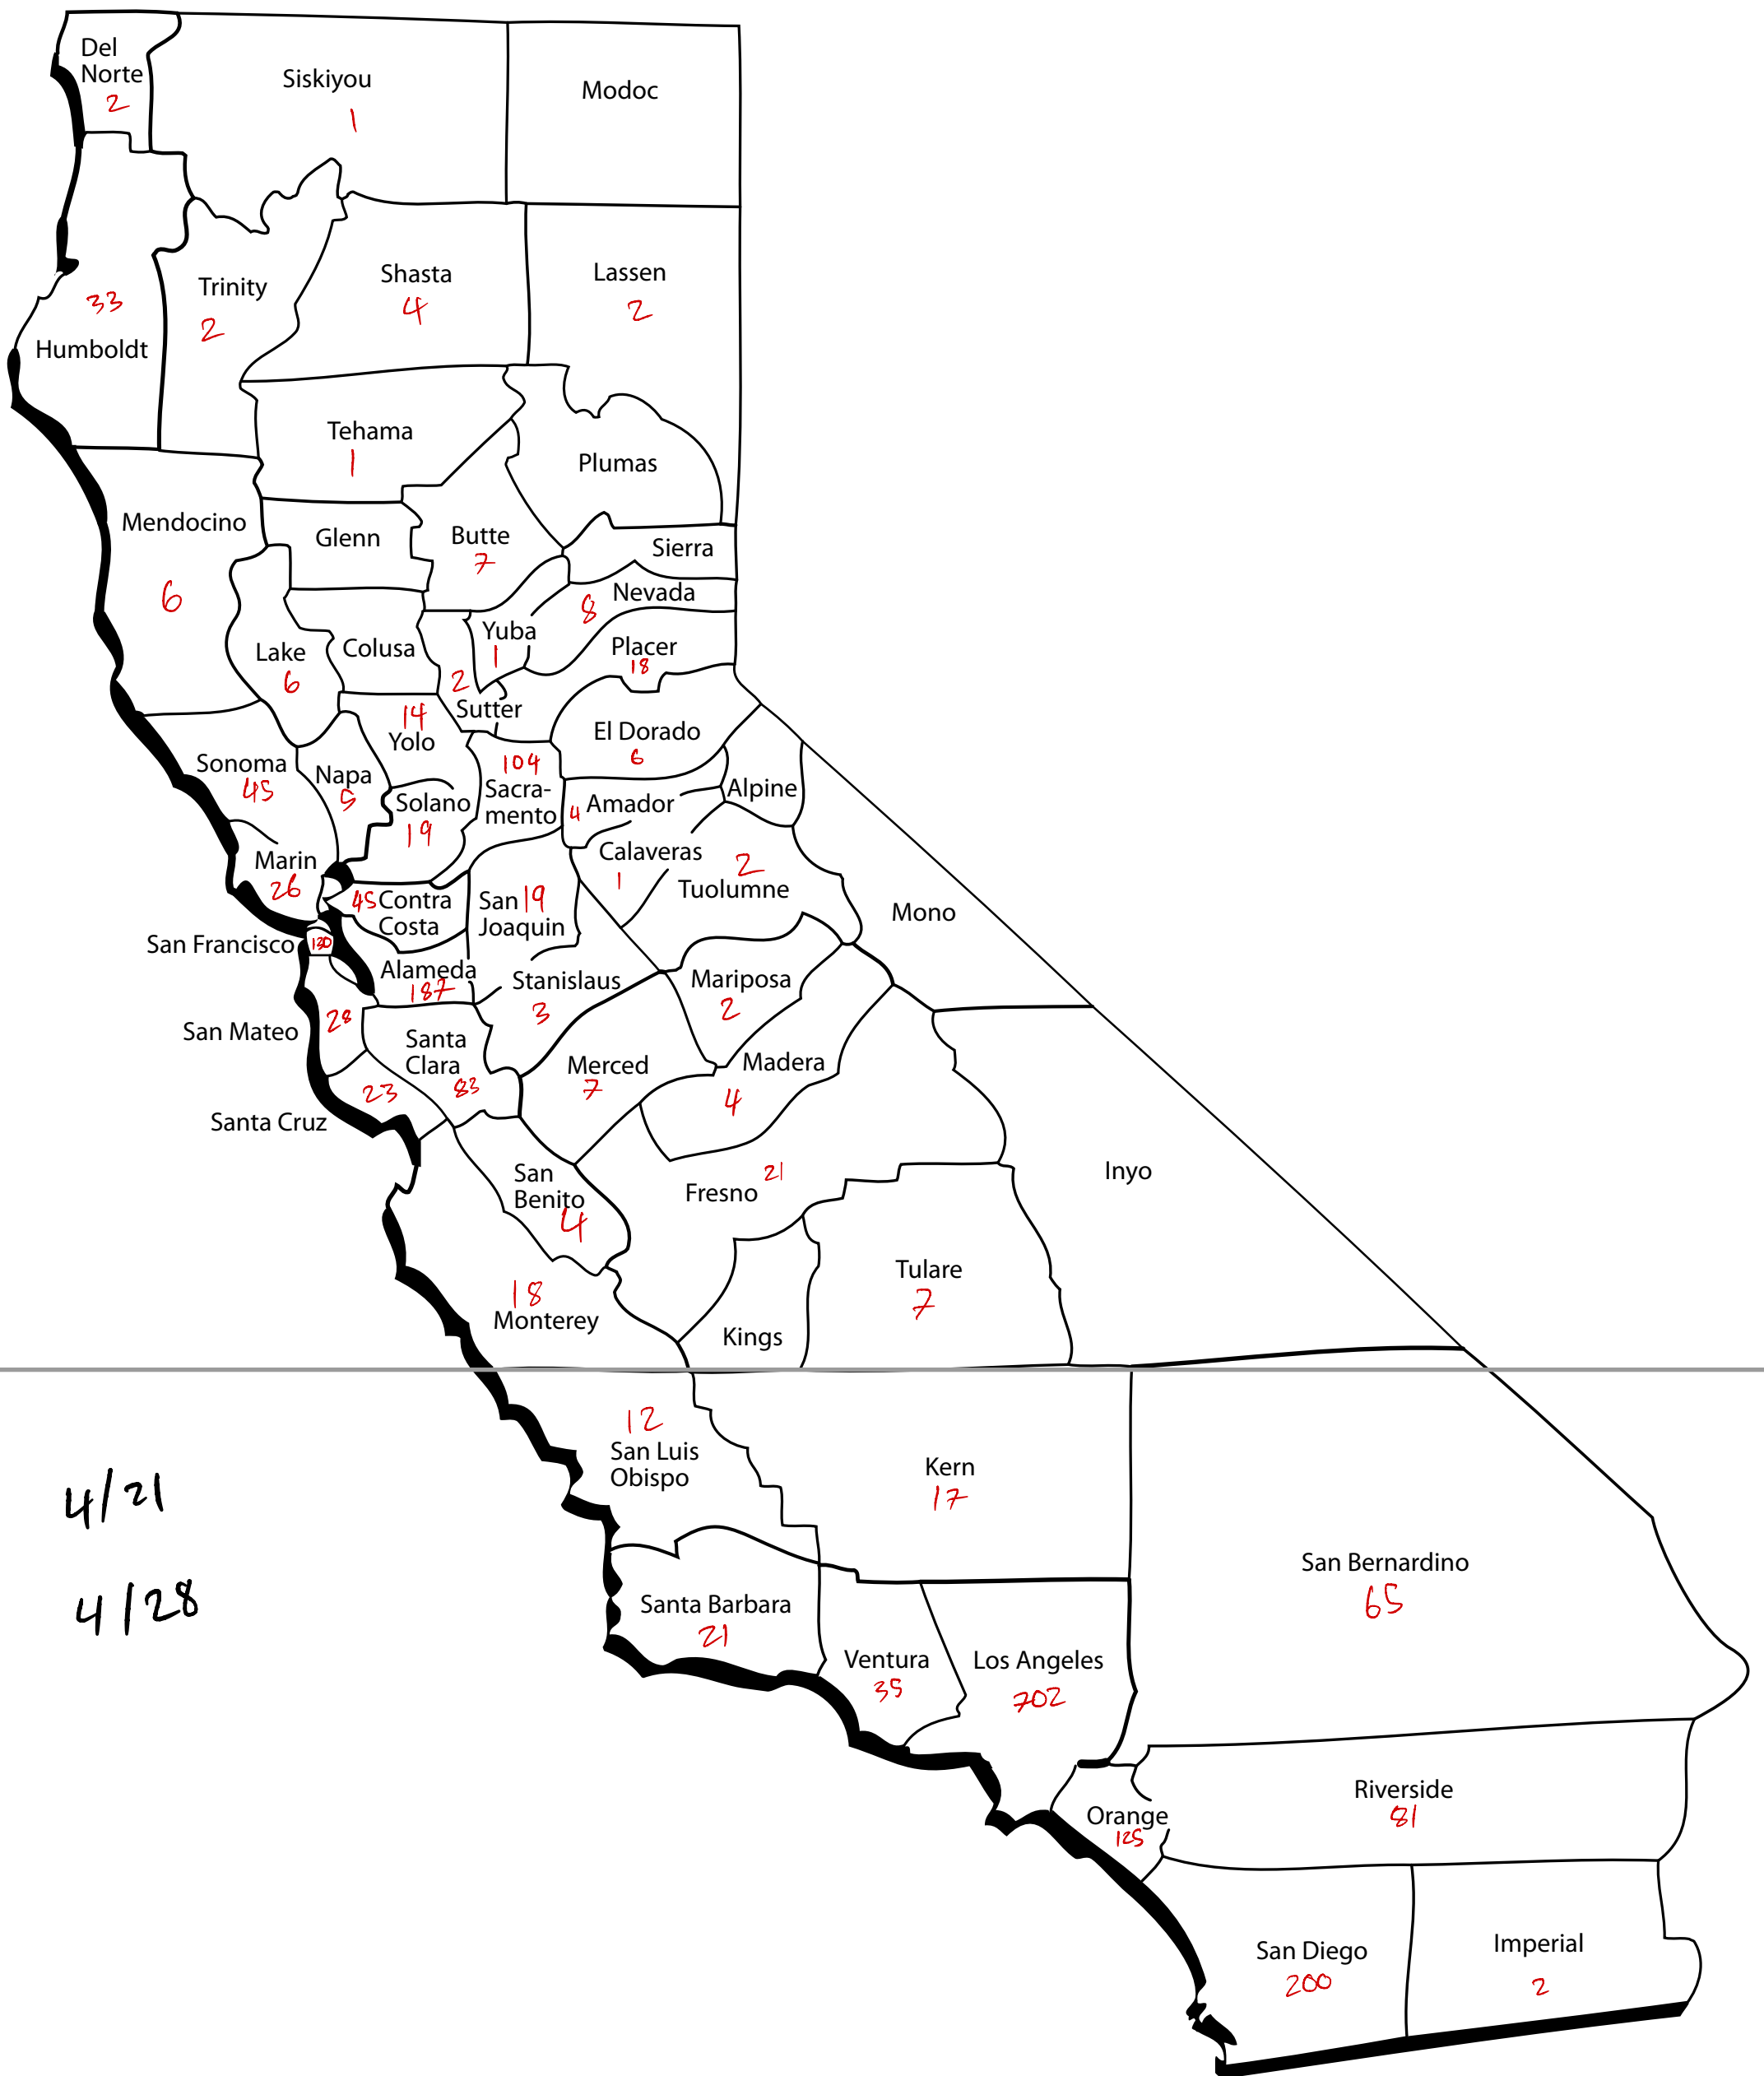 Del
Norte
2
Siskiyou
1
Modoc
33
Humboldt
Trinity
2
Shasta
4
Lassen
2
Tehama
1
Plumas
Mendocino
6
Glenn
Butte
7
Sierra
8 Nevada
Lake
6
Colusa
Yuba
1
Placer
18
2
Sutter
14
Yolo
El Dorado
6
Sonoma
45
Napa
5
Solano
19
104
Sacra-
mento
4 Amador
Alpine
Marin
26
Calaveras
1
2
Tuolumne
45 Contra
Costa
San 19
Joaquin
Mono
San Francisco 130
Alameda
187
Stanislaus
3
Mariposa
2
28
San Mateo
Santa
Clara
83
Merced
7
Madera
4
23
Santa Cruz
San
Benito
4
Fresno 21
Inyo
18
Monterey
Kings
Tulare
7
12
San Luis
Obispo
Kern
17
4/21
4/28
San Bernardino
65
Santa Barbara
21
Ventura
35
Los Angeles
702
Orange
125
Riverside
81
San Diego
200
Imperial
2